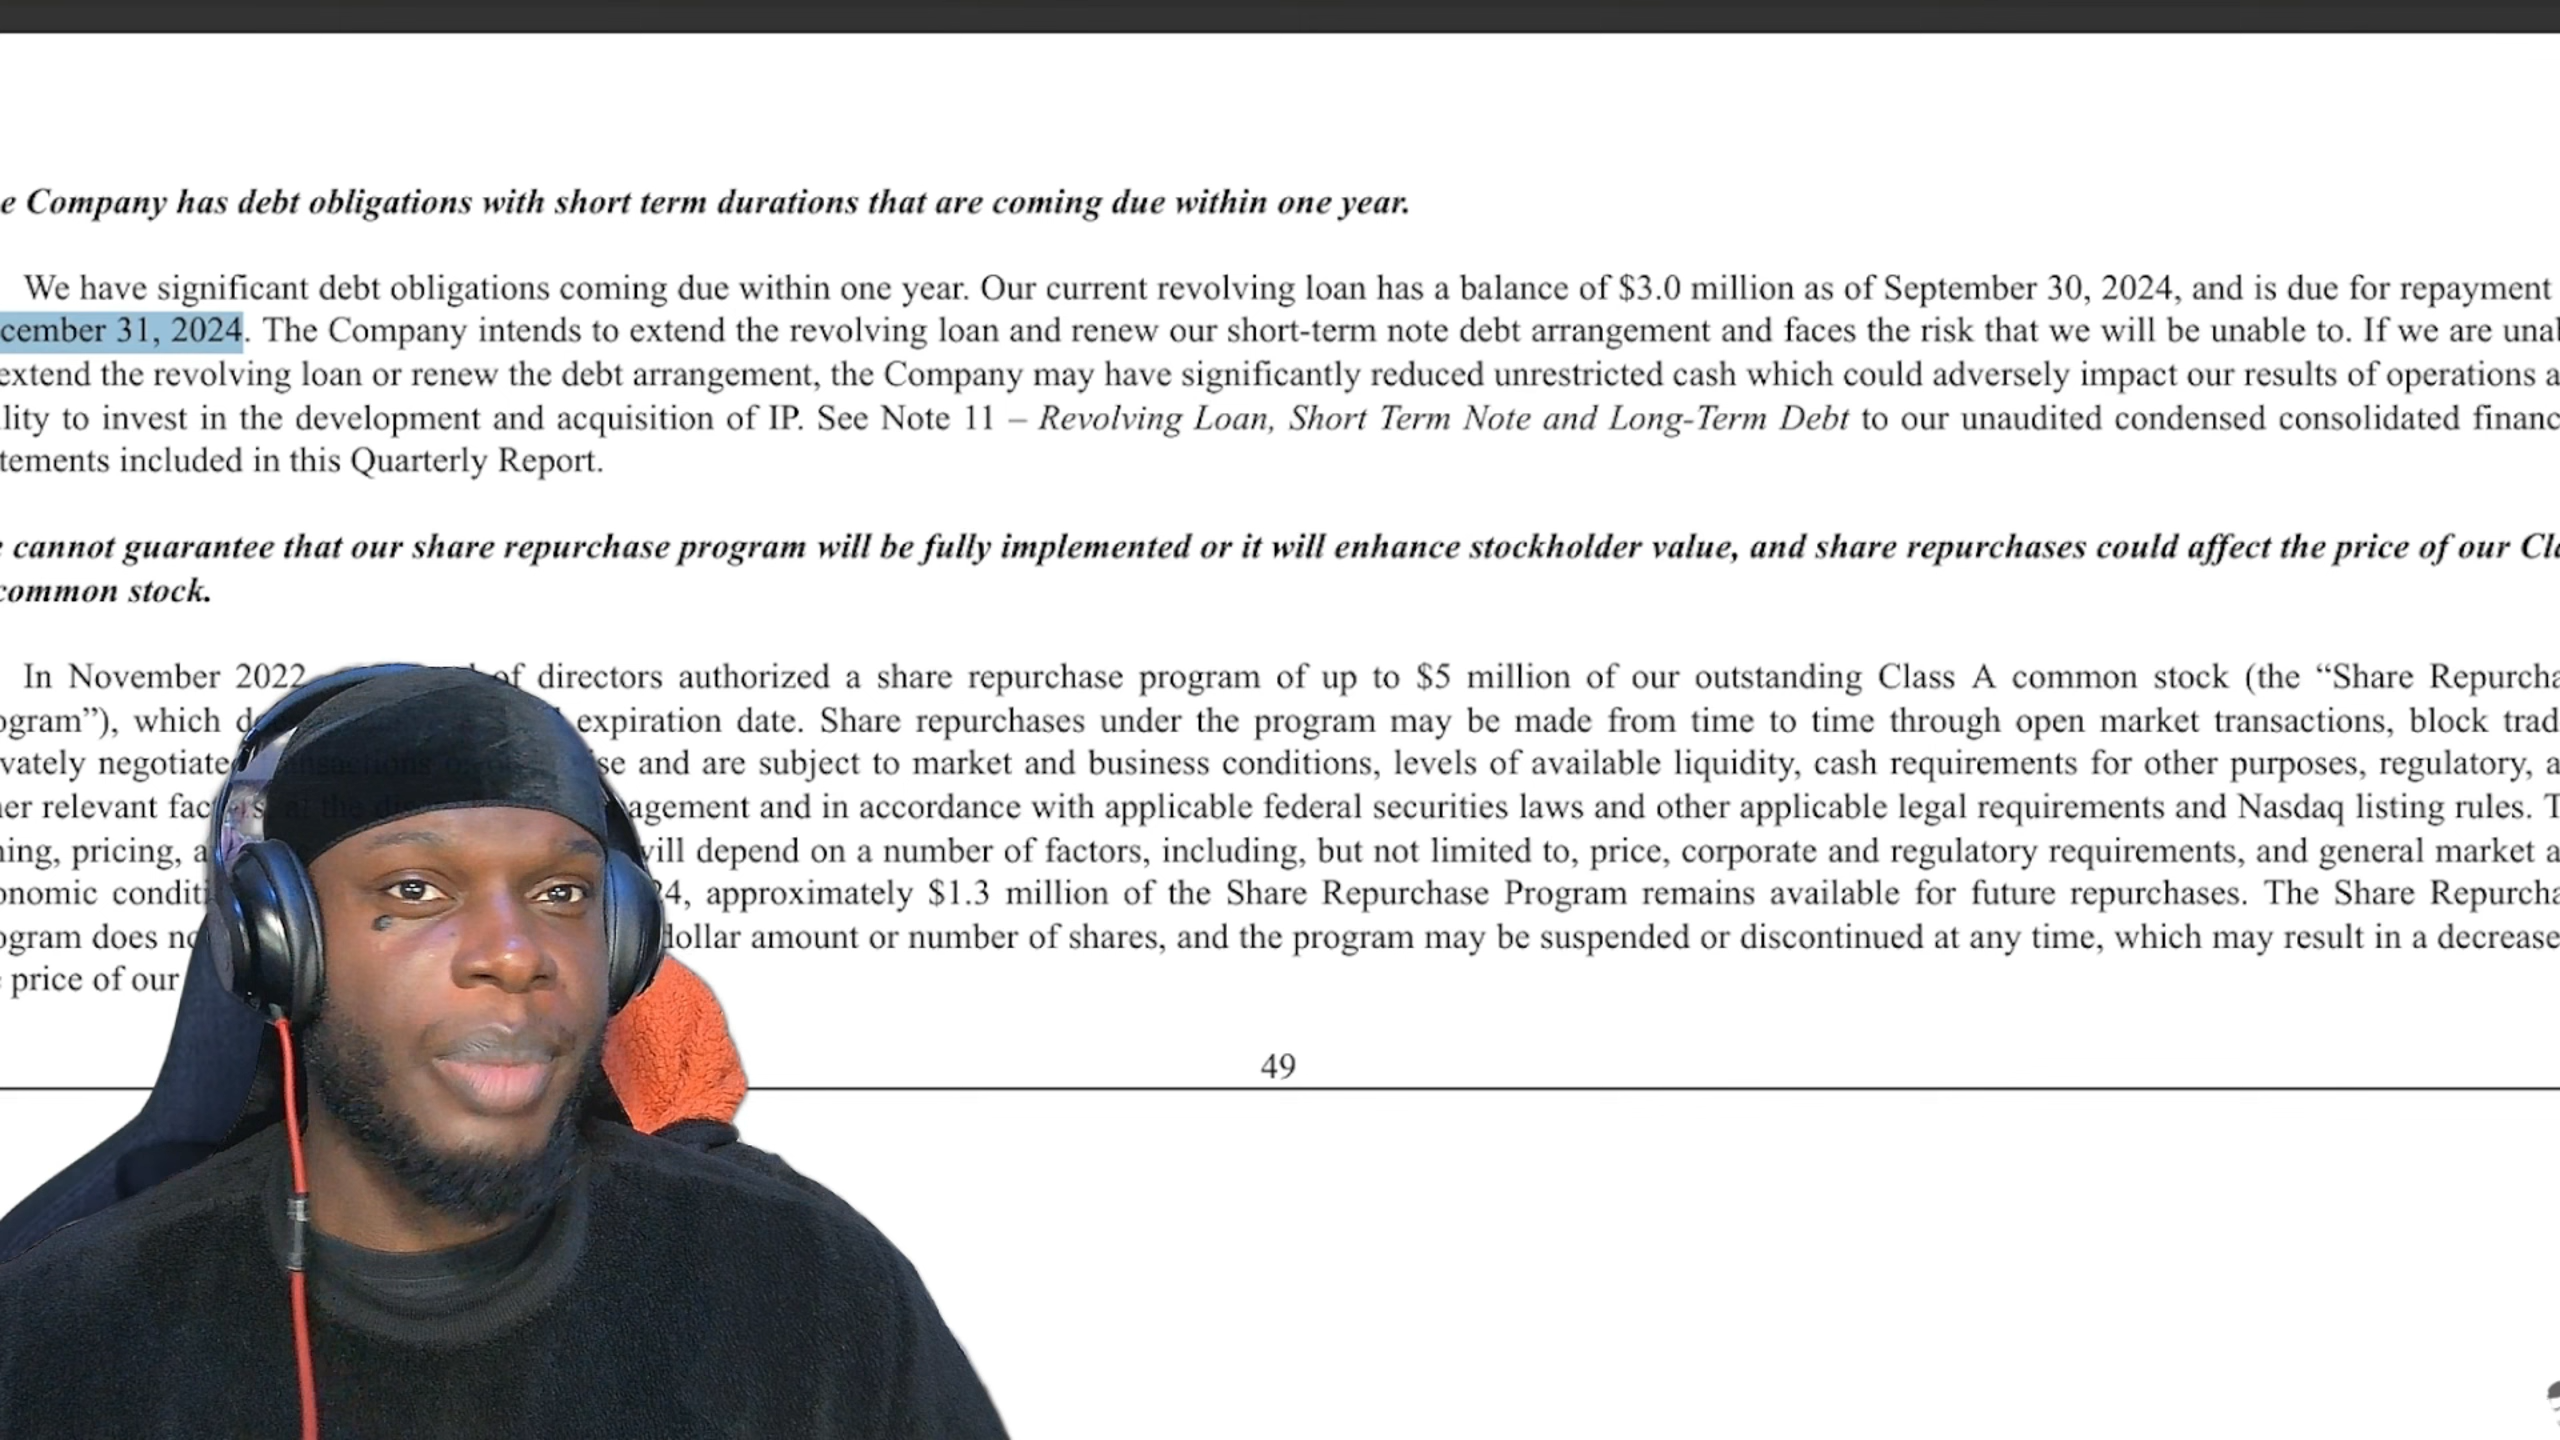 e Company has debt obligations with short term durations that are coming due within one year.
We have significant debt obligations coming due within one year. Our current revolving loan has a balance of $3.0 million as of September 30, 2024, and is due for repayment
cember 31, 2024. The Company intends to extend the revolving loan and renew our short-term note debt arrangement and faces the risk that we will be unable to. If we are unal
extend the revolving loan or renew the debt arrangement, the Company may have significantly reduced unrestricted cash which could adversely impact our results of operations a
lity to invest in the development and acquisition of IP. See Note 11 – Revolving Loan, Short Term Note and Long-Term Debt to our unaudited condensed consolidated financ
tements included in this Quarterly Report.
cannot guarantee that our share repurchase program will be fully implemented or it will enhance stockholder value, and share repurchases could affect the price of our Cla
common stock.
In November 2022 of directors authorized a share repurchase program of up to $5 million of our outstanding Class A common stock (the “Share Repurcha
ogram”), which d expiration date. Share repurchases under the program may be made from time to time through open market transactions, block trad
vately negotiated transactions se and are subject to market and business conditions, levels of available liquidity, cash requirements for other purposes, regulatory, a
er relevant factors, at the agement and in accordance with applicable federal securities laws and other applicable legal requirements and Nasdaq listing rules. T
ing, pricing, a will depend on a number of factors, including, but not limited to, price, corporate and regulatory requirements, and general market a
onomic conditi 24, approximately $1.3 million of the Share Repurchase Program remains available for future repurchases. The Share Repurcha
ogram does no dollar amount or number of shares, and the program may be suspended or discontinued at any time, which may result in a decrease
price of our
49